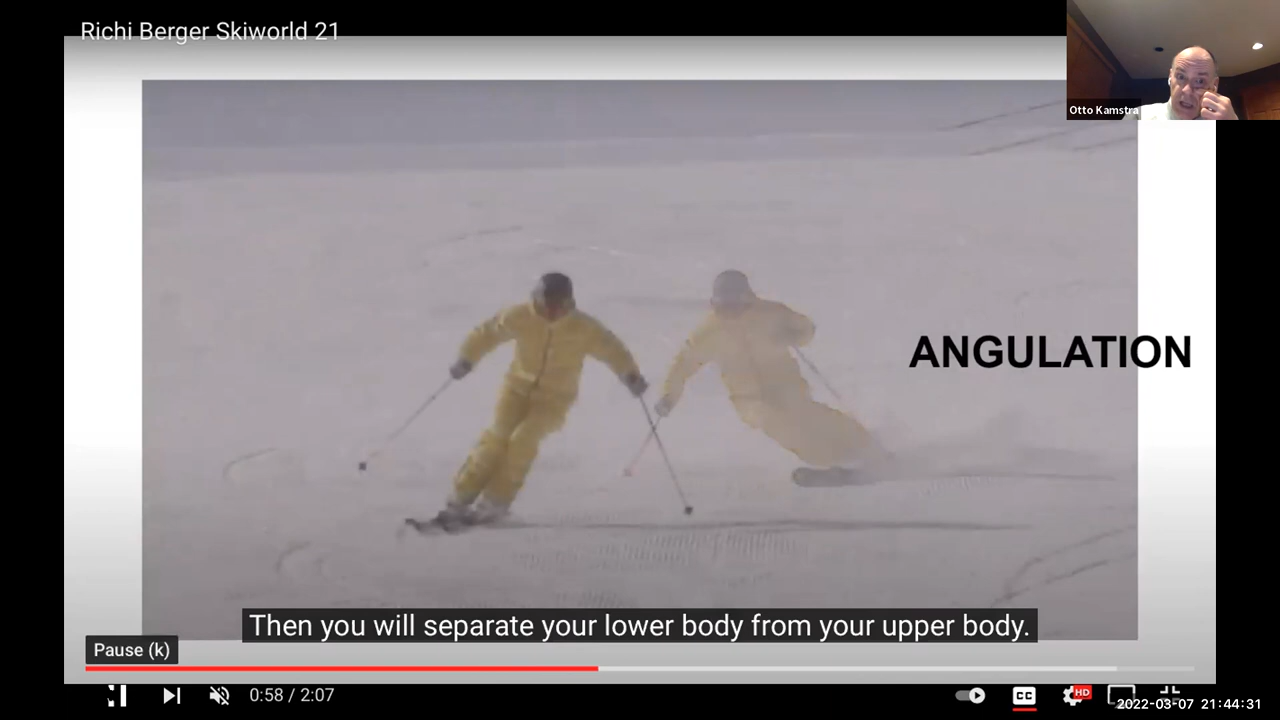 Richi Berger Skiworld 21
Otto Kamstra
ANGULATION
Then you will separate your lower body from your upper body.
Pause (k)
0:58 / 2:07
CC
HD
2022-03-07 21:44:31